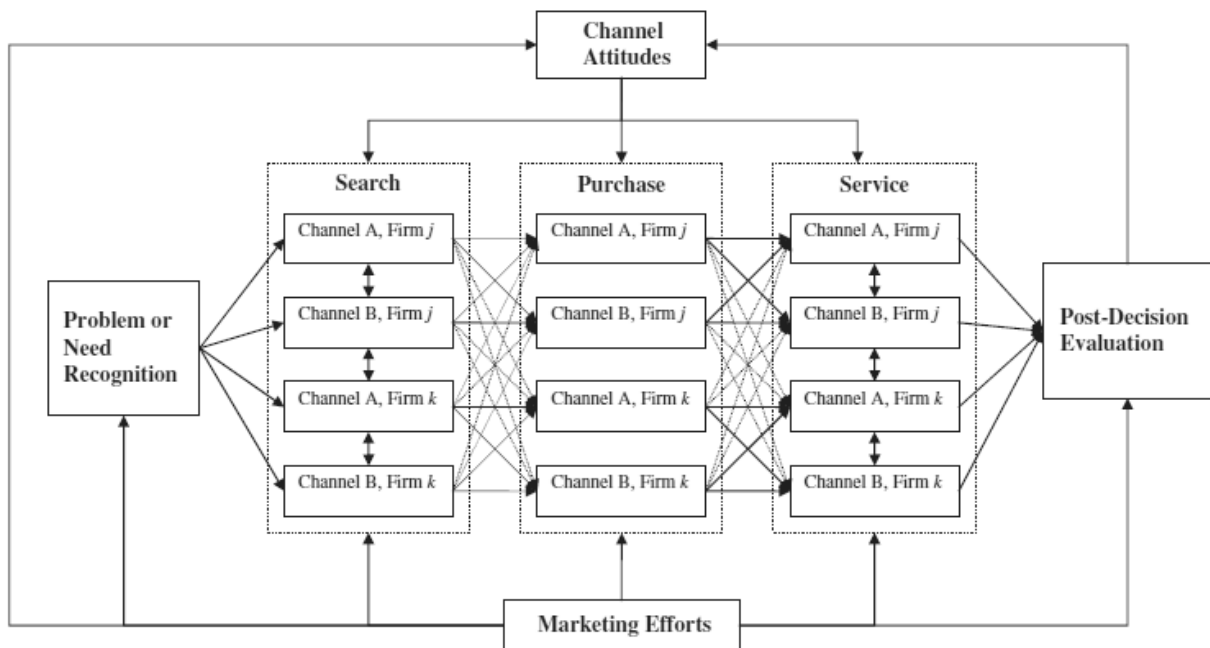 Channel
Attitudes
Search
Purchase
Service
Channel A, Firm j
Channel A, Firm j
Channel A, Firm j
Problem or
Need
Recognition
Channel B, Firm j
Channel B, Firm j
Channel B, Firm j
Post-Decision
Evaluation
Channel A, Firm k
Channel A, Firm k
Channel A, Firm k
Channel B, Firm k
Channel B, Firm k
Channel B, Firm k
Marketing Efforts